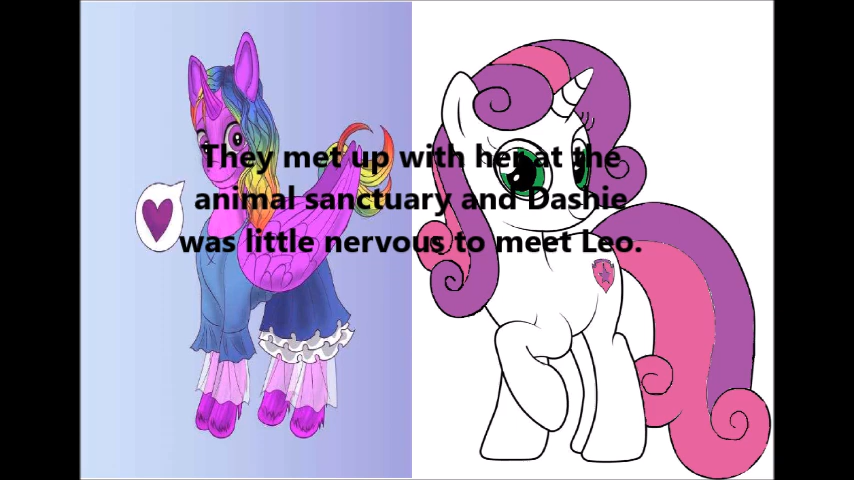 They met up with her at the
animal sanctuary and Dashie
was little nervous to meet Leo.